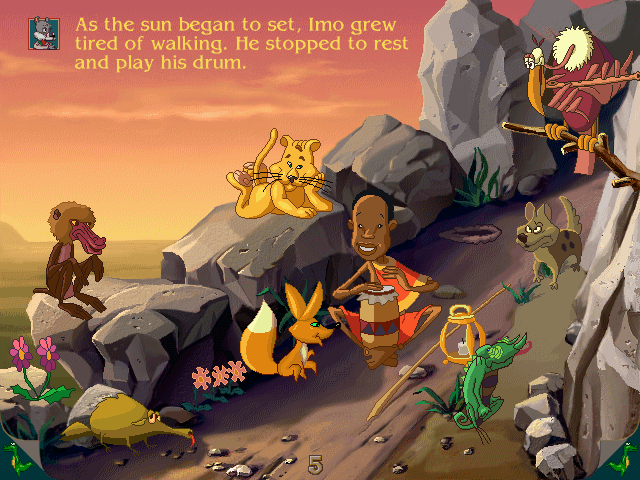 As the sun began to set, Imo grew
tired of walking. He stopped to rest
and play his drum.
5